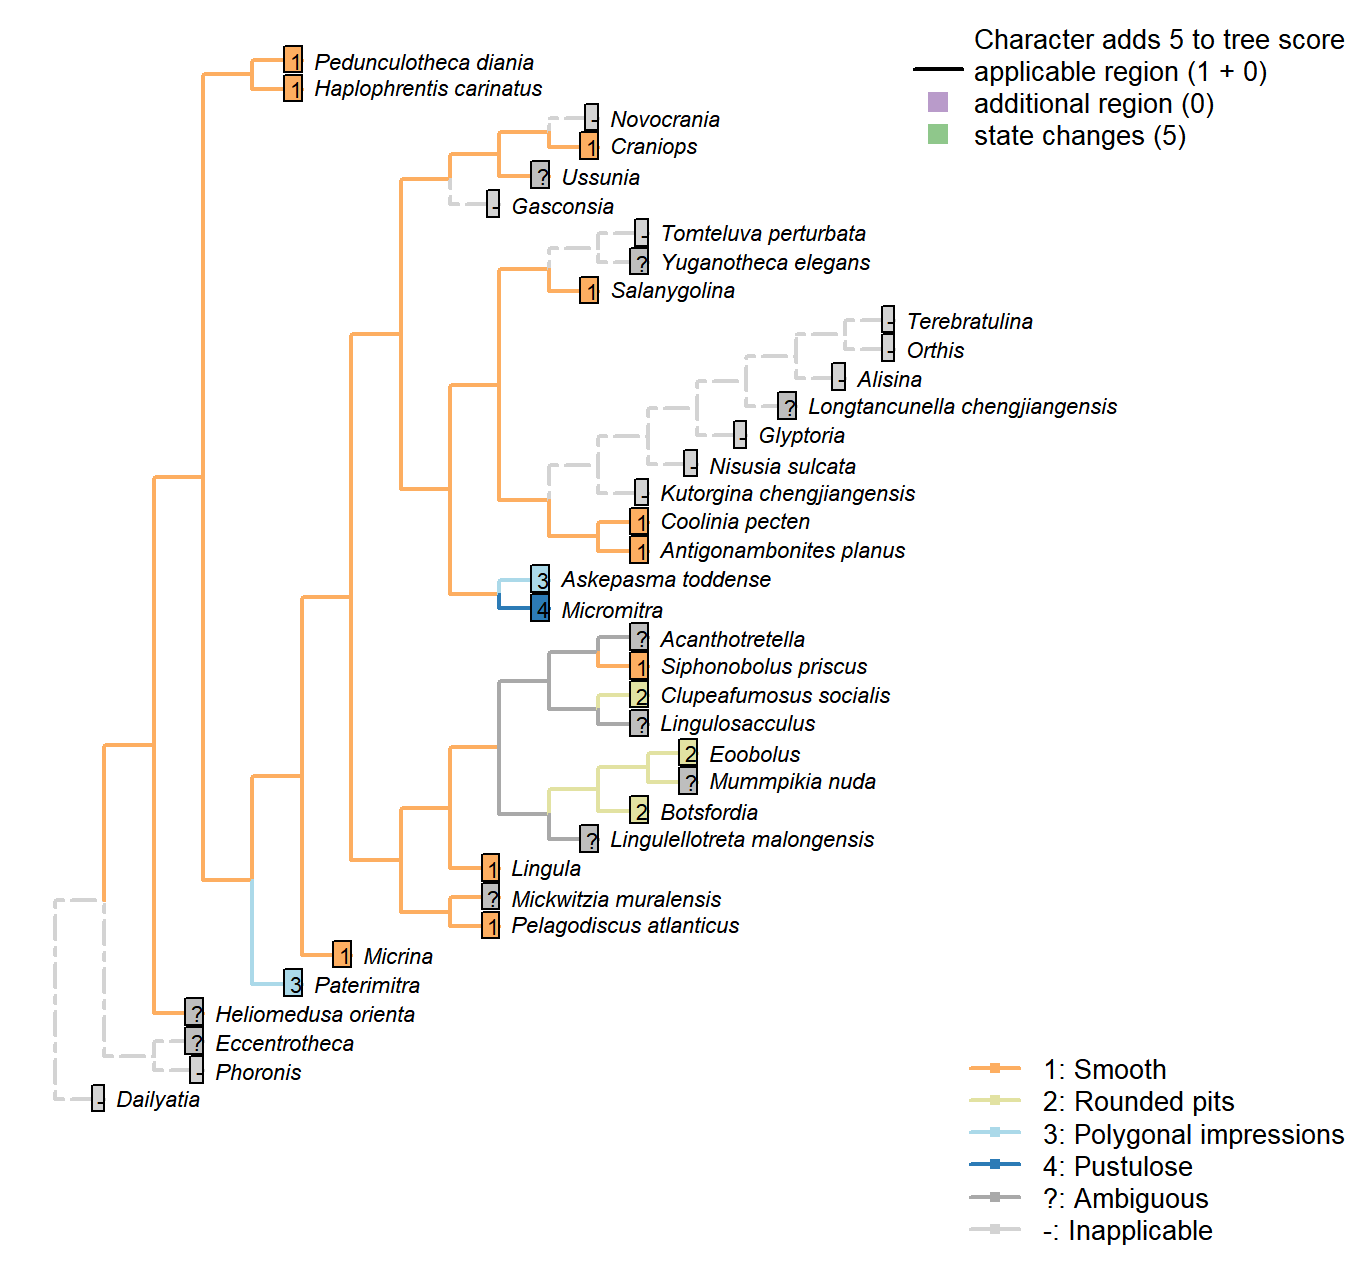 Character adds 5 to tree score
applicable region (1 + 0)
additional region (0)
state changes (5)
1 Pedunculotheca diania
1 Haplophrentis carinatus
- Novocrania
1 Craniops
? Ussunia
- Gasconsia
- Tomteluva perturbata
? Yuganotheca elegans
1 Salanygolina
- Terebratulina
- Orthis
- Alisina
? Longtancunella chengjiangensis
- Glyptoria
- Nisusia sulcata
- Kutorgina chengjiangensis
1 Coolinia pecten
1 Antigonambonites planus
3 Askepasma toddense
4 Micromitra
? Acanthotretella
1 Siphonobolus priscus
2 Clupeafumosus socialis
? Lingulosacculus
2 Eoobolus
? Mummpikia nuda
2 Botsfordia
? Lingulellotreta malongensis
1 Lingula
? Mickwitzia muralensis
1 Pelagodiscus atlanticus
1 Micrina
3 Paterimitra
? Heliomedusa orienta
? Eccentrotheca
- Phoronis
- Dailyatia
1: Smooth
2: Rounded pits
3: Polygonal impressions
4: Pustulose
?: Ambiguous
-: Inapplicable